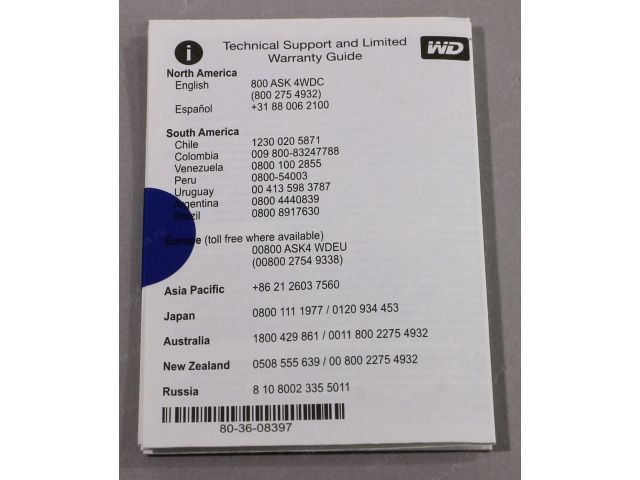 i Technical Support and Limited WD
Warranty Guide
North America
English 800 ASK 4WDC
(800 275 4932)
Español +31 88 006 2100
South America
Chile 1230 020 5871
Colombia 009 800-83247788
Venezuela 0800 100 2855
Peru 0800-54003
Uruguay 00 413 598 3787
Argentina 0800 4440839
Brazil 0800 8917630
Europe (toll free where available)
00800 ASK4 WDEU
(00800 2754 9338)
Asia Pacific +86 21 2603 7560
Japan 0800 111 1977 / 0120 934 453
Australia 1800 429 861 / 0011 800 2275 4932
New Zealand 0508 555 639 / 00 800 2275 4932
Russia 8 10 8002 335 5011
80-36-08397